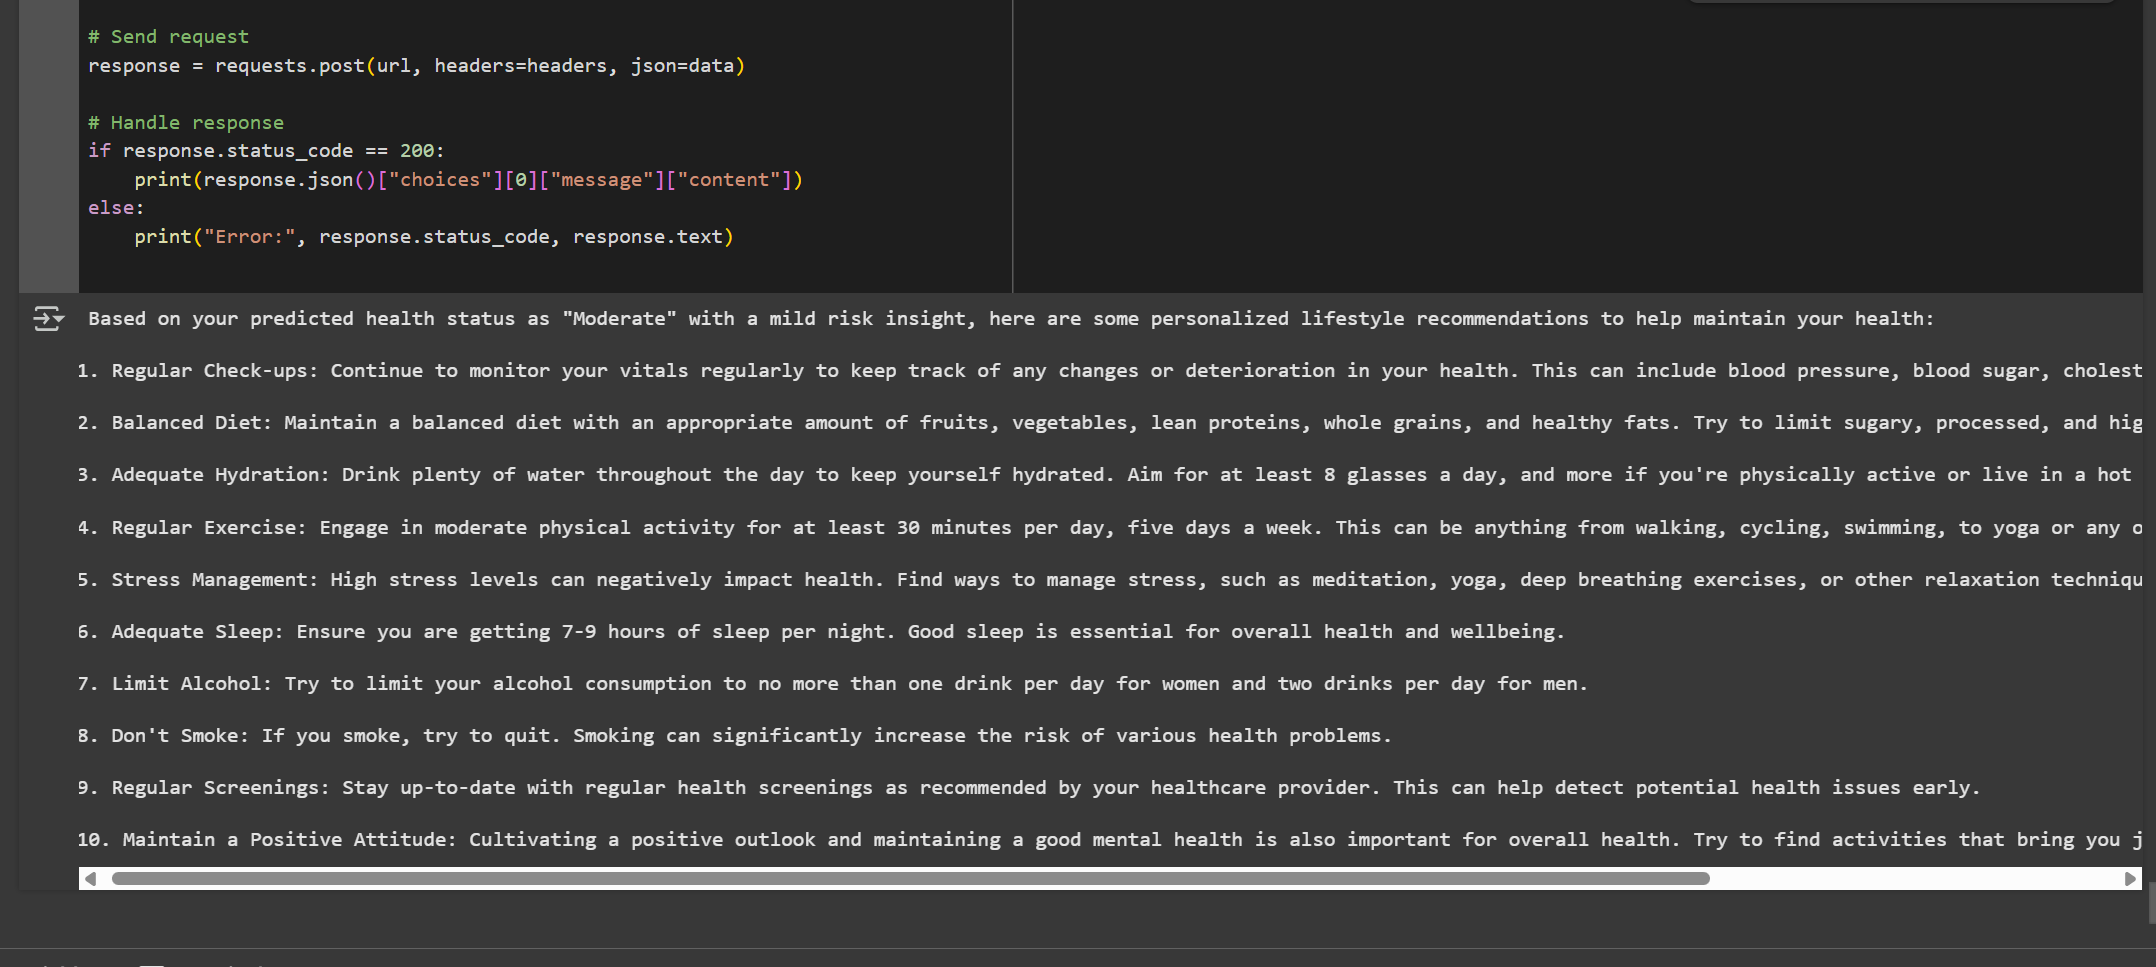 # Send request
response = requests.post(url, headers=headers, json=data)
# Handle response
if response.status_code == 200:
    print(response.json()["choices"][0]["message"]["content"])
else:
    print("Error:", response.status_code, response.text)
Based on your predicted health status as "Moderate" with a mild risk insight, here are some personalized lifestyle recommendations to help maintain your health:
1. Regular Check-ups: Continue to monitor your vitals regularly to keep track of any changes or deterioration in your health. This can include blood pressure, blood sugar, cholest
2. Balanced Diet: Maintain a balanced diet with an appropriate amount of fruits, vegetables, lean proteins, whole grains, and healthy fats. Try to limit sugary, processed, and hig
3. Adequate Hydration: Drink plenty of water throughout the day to keep yourself hydrated. Aim for at least 8 glasses a day, and more if you're physically active or live in a hot
4. Regular Exercise: Engage in moderate physical activity for at least 30 minutes per day, five days a week. This can be anything from walking, cycling, swimming, to yoga or any o
5. Stress Management: High stress levels can negatively impact health. Find ways to manage stress, such as meditation, yoga, deep breathing exercises, or other relaxation techniqu
6. Adequate Sleep: Ensure you are getting 7-9 hours of sleep per night. Good sleep is essential for overall health and wellbeing.
7. Limit Alcohol: Try to limit your alcohol consumption to no more than one drink per day for women and two drinks per day for men.
8. Don't Smoke: If you smoke, try to quit. Smoking can significantly increase the risk of various health problems.
9. Regular Screenings: Stay up-to-date with regular health screenings as recommended by your healthcare provider. This can help detect potential health issues early.
10. Maintain a Positive Attitude: Cultivating a positive outlook and maintaining a good mental health is also important for overall health. Try to find activities that bring you j